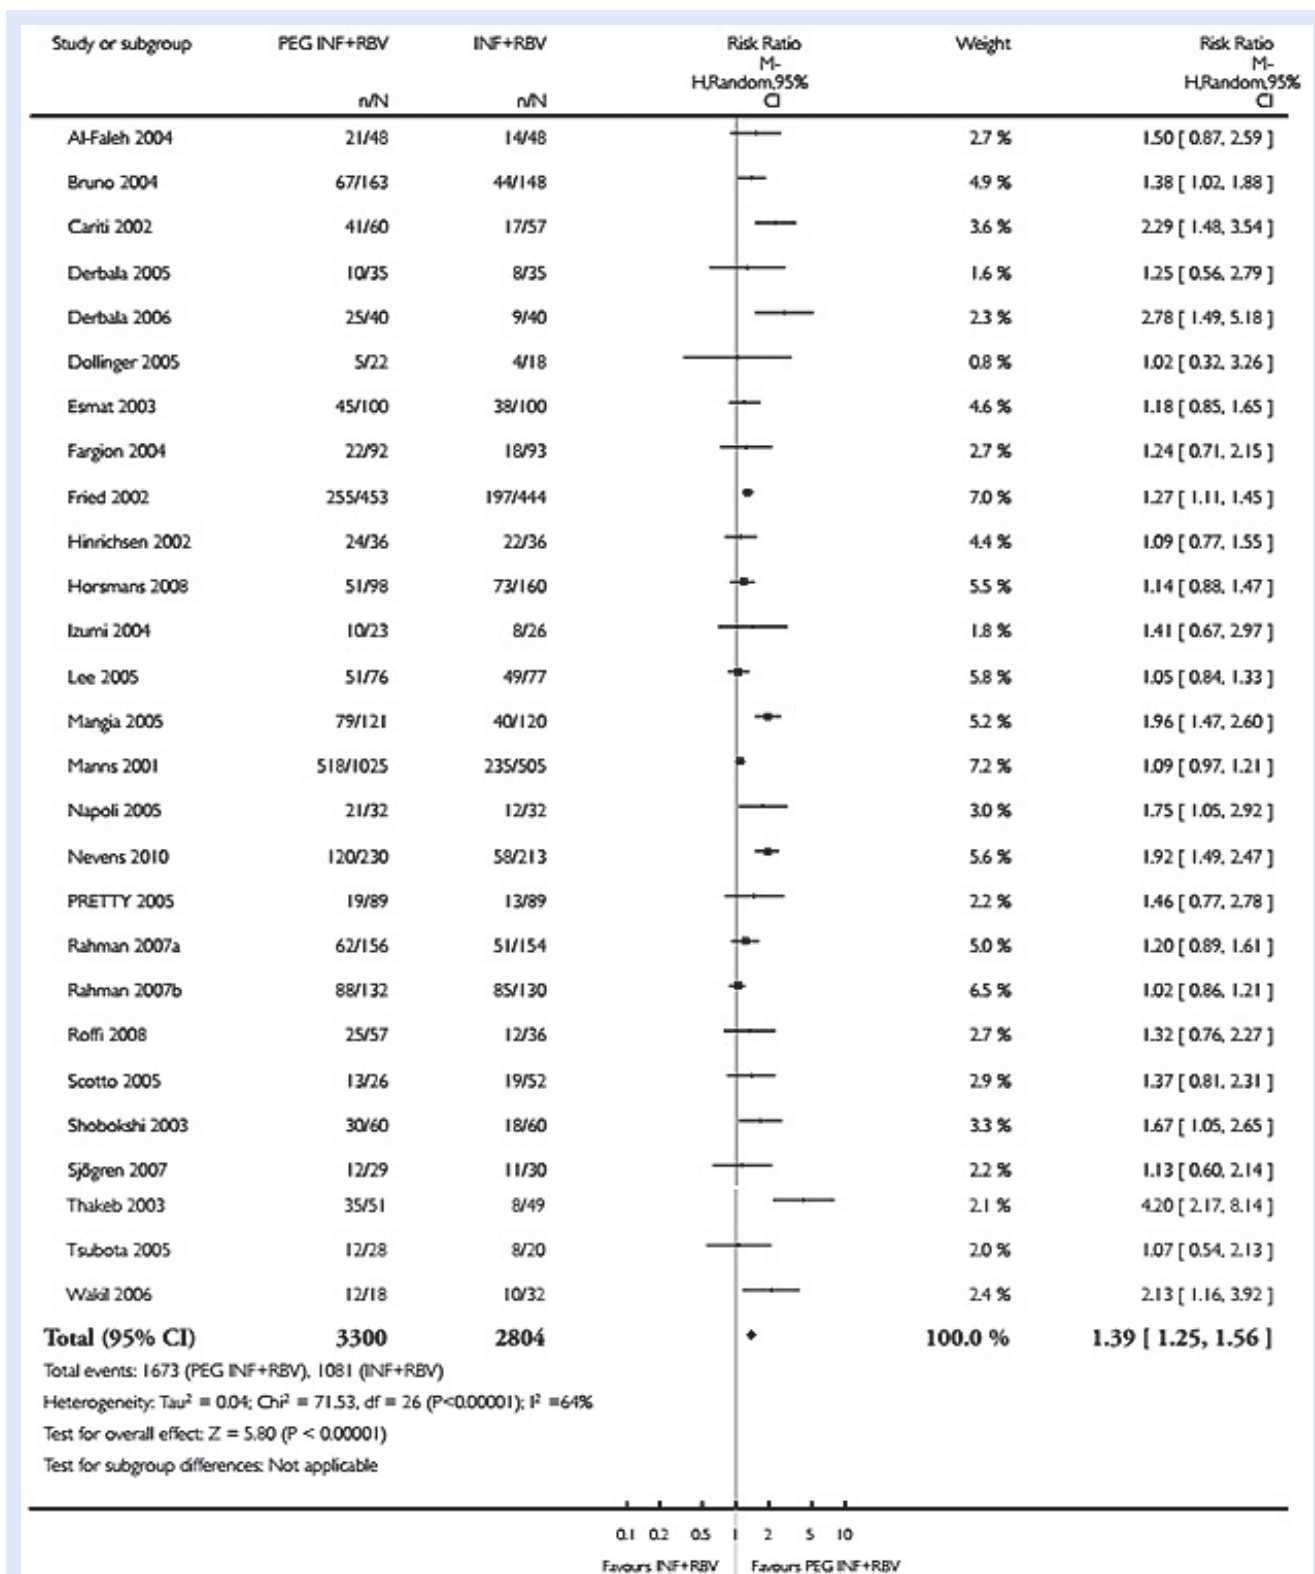 Study or subgroup PEG INF+RBV INF+RBV Risk Ratio Weight Risk Ratio
M- M-
H,Random,95% H,Random,95%
n/N n/N CI CI
Al-Faleh 2004 21/48 14/48 2.7 % 1.50 [ 0.87, 2.59 ]
Bruno 2004 67/163 44/148 4.9 % 1.38 [ 1.02, 1.88 ]
Cariti 2002 41/60 17/57 3.6 % 2.29 [ 1.48, 3.54 ]
Derbala 2005 10/35 8/35 1.6 % 1.25 [ 0.56, 2.79 ]
Derbala 2006 25/40 9/40 2.3 % 2.78 [ 1.49, 5.18 ]
Dollinger 2005 5/22 4/18 0.8 % 1.02 [ 0.32, 3.26 ]
Esmat 2003 45/100 38/100 4.6 % 1.18 [ 0.85, 1.65 ]
Fargion 2004 22/92 18/93 2.7 % 1.24 [ 0.71, 2.15 ]
Fried 2002 255/453 197/444 7.0 % 1.27 [ 1.11, 1.45 ]
Hinrichsen 2002 24/36 22/36 4.4 % 1.09 [ 0.77, 1.55 ]
Horsmans 2008 51/98 73/160 5.5 % 1.14 [ 0.88, 1.47 ]
Izumi 2004 10/23 8/26 1.8 % 1.41 [ 0.67, 2.97 ]
Lee 2005 51/76 49/77 5.8 % 1.05 [ 0.84, 1.33 ]
Mangia 2005 79/121 40/120 5.2 % 1.96 [ 1.47, 2.60 ]
Manns 2001 518/1025 235/505 7.2 % 1.09 [ 0.97, 1.21 ]
Napoli 2005 21/32 12/32 3.0 % 1.75 [ 1.05, 2.92 ]
Nevens 2010 120/230 58/213 5.6 % 1.92 [ 1.49, 2.47 ]
PRETTY 2005 19/89 13/89 2.2 % 1.46 [ 0.77, 2.78 ]
Rahman 2007a 62/156 51/154 5.0 % 1.20 [ 0.89, 1.61 ]
Rahman 2007b 88/132 85/130 6.5 % 1.02 [ 0.86, 1.21 ]
Roffi 2008 25/57 12/36 2.7 % 1.32 [ 0.76, 2.27 ]
Scotto 2005 13/26 19/52 2.9 % 1.37 [ 0.81, 2.31 ]
Shobokshi 2003 30/60 18/60 3.3 % 1.67 [ 1.05, 2.65 ]
Sjögren 2007 12/29 11/30 2.2 % 1.13 [ 0.60, 2.14 ]
Thakeb 2003 35/51 8/49 2.1 % 4.20 [ 2.17, 8.14 ]
Tsubota 2005 12/28 8/20 2.0 % 1.07 [ 0.54, 2.13 ]
Wakil 2006 12/18 10/32 2.4 % 2.13 [ 1.16, 3.92 ]
Total (95% CI) 3300 2804 100.0 % 1.39 [ 1.25, 1.56 ]
Total events: 1673 (PEG INF+RBV), 1081 (INF+RBV)
Heterogeneity: Tau² = 0.04; Chi² = 71.53, df = 26 (P<0.00001); I² =64%
Test for overall effect: Z = 5.80 (P < 0.00001)
Test for subgroup differences: Not applicable
0.1 0.2 0.5 1 2 5 10
Favours INF+RBV Favours PEG INF+RBV